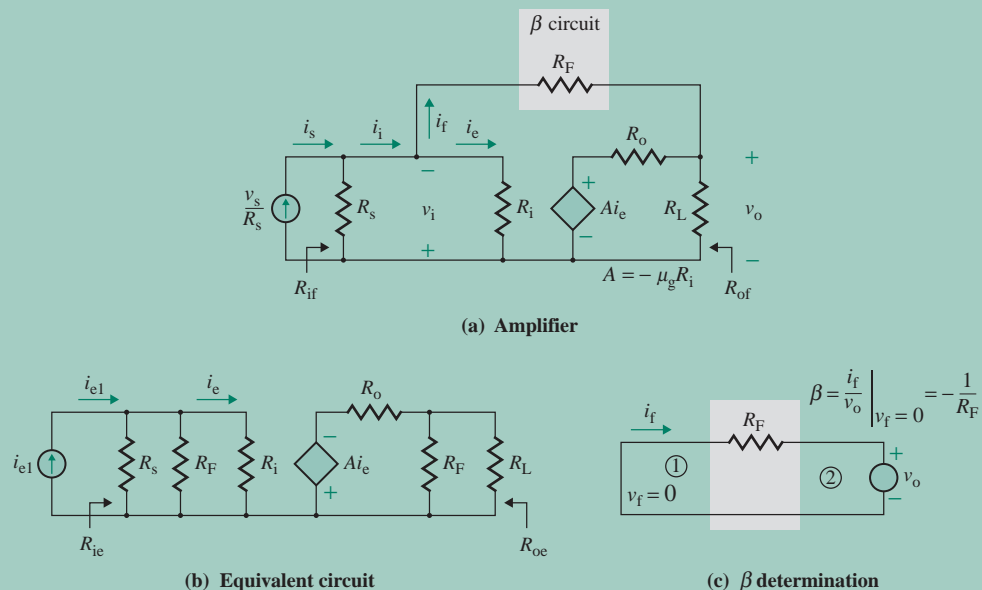 β circuit
R_F
i_s
i_i
i_f
i_e
R_o
v_s/R_s
R_s
−
v_i
+
R_i
+
Ai_e
−
R_L
+
v_o
−
R_if
A = − μ_g R_i
R_of
(a) Amplifier
i_e1
i_e
R_o
i_e1
R_s
R_F
R_i
−
Ai_e
+
R_F
R_L
R_ie
R_oe
(b) Equivalent circuit
β = i_f/v_o |_{v_f = 0} = − 1/R_F
i_f
R_F
①
②
v_f = 0
+
v_o
−
(c) β determination